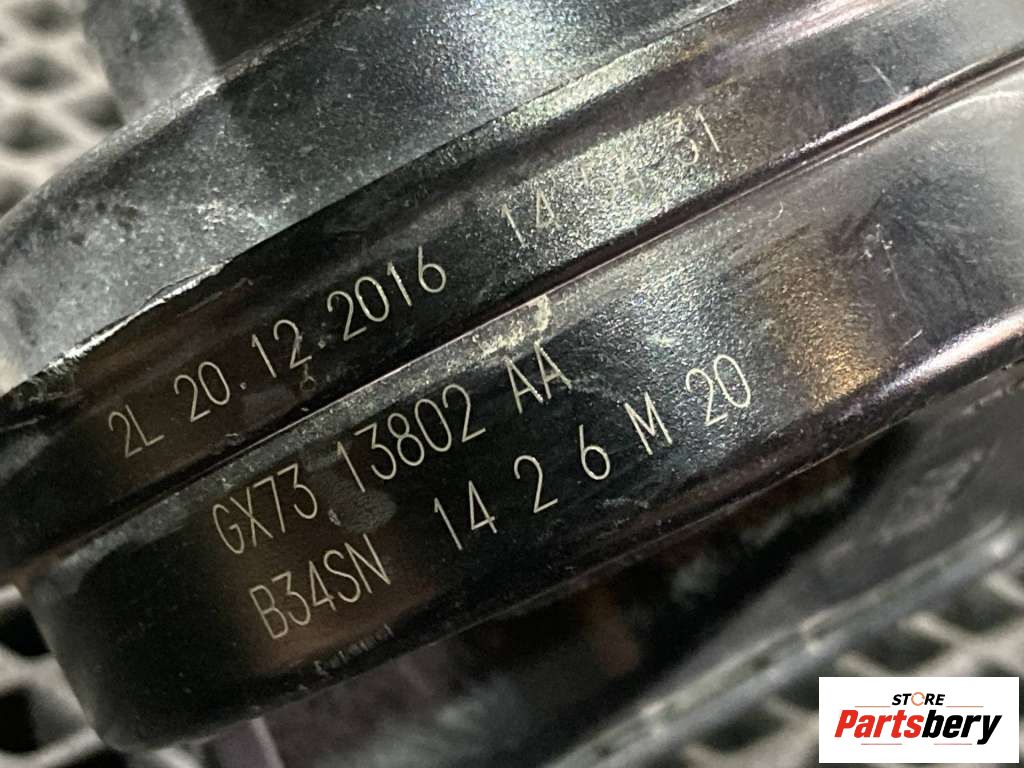 2L 20.12.2016 14 54 31
GX73 13802 AA
B34SN 14 2 6 M 20
STORE
Partsbery